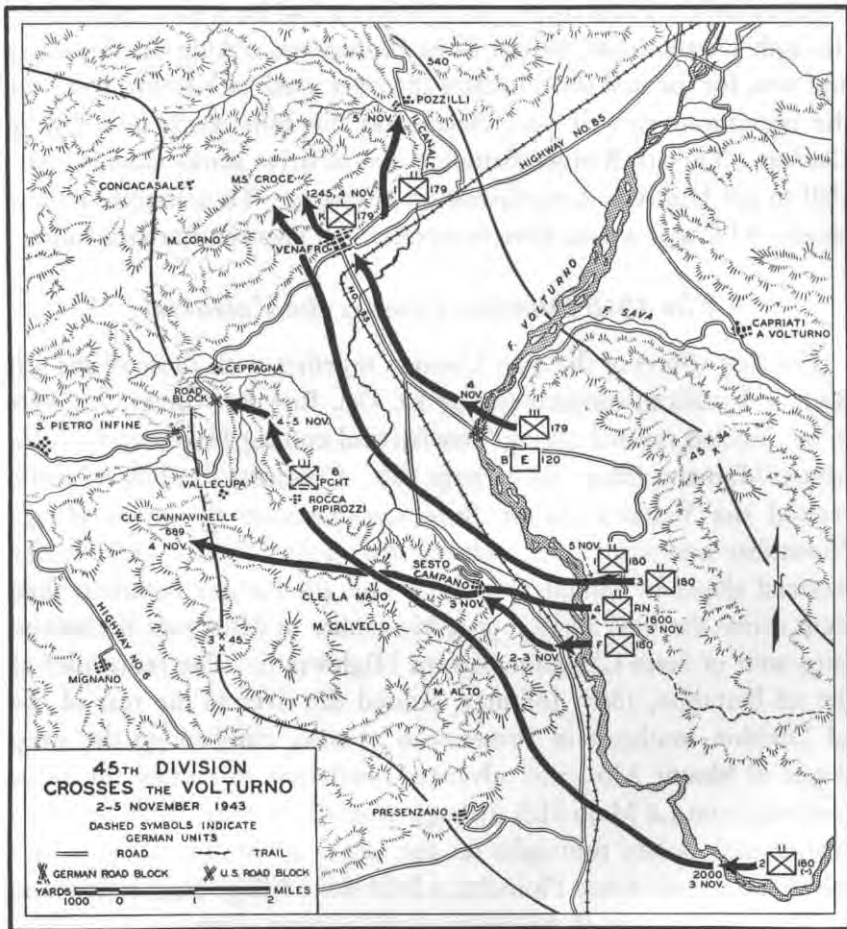 540
POZZILLI
5 NOV.
IL CANALE
HIGHWAY NO. 85
CONCACASALE
MS. CROCE
1245, 4 NOV.
I
179
K
179
M. CORNO
VENAFRO
NO. 85
F. VOLTURNO
F. SAVA
CAPRIATI
A VOLTURNO
CEPPAGNA
ROAD
BLOCK
4
NOV.
179
S. PIETRO INFINE
4-5 NOV.
B
E
120
45 X 34
6
PCHT
VALLECUPA
ROCCA
PIPIROZZI
CLE. CANNAVINELLE
689
4 NOV.
5 NOV.
1
180
SESTO
CAMPANO
3
180
CLE. LA MAJO
3 NOV.
4
RN
1600
3 NOV.
M. CALVELLO
F
180
HIGHWAY NO. 6
3 X 45
2-3 NOV.
MIGNANO
M. ALTO
45TH DIVISION
CROSSES THE VOLTURNO
2-5 NOVEMBER 1943
DASHED SYMBOLS INDICATE
GERMAN UNITS
ROAD
TRAIL
GERMAN ROAD BLOCK
U.S. ROAD BLOCK
YARDS
1000
0
1
2
MILES
PRESENZANO
2
180
(-)
2000
3 NOV.